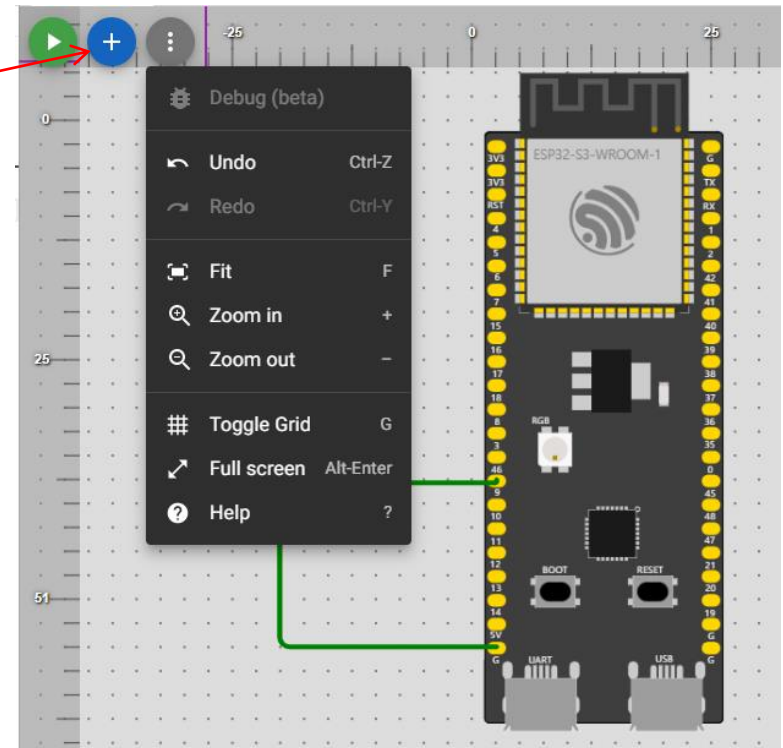 -25 0 25
0
25
51
Debug (beta)
Undo Ctrl-Z
Redo Ctrl-Y
Fit F
Zoom in +
Zoom out −
Toggle Grid G
Full screen Alt-Enter
Help ?
ESP32-S3-WROOM-1
3V3
3V3
RST
4
5
6
7
15
16
17
18
8
3
46
9
10
11
12
13
14
5V
G
G
TX
RX
1
2
42
41
40
39
38
37
36
35
0
45
48
47
21
20
19
G
G
RGB
BOOT
RESET
UART
USB